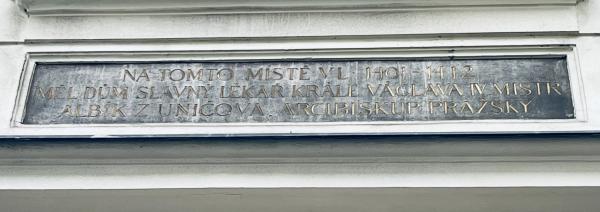 NA TOMTO MÍSTĚ V L. 1401-1412
MĚL DŮM SLAVNÝ LÉKAŘ KRÁLE VÁCLAVA IV. MISTR
ALBÍK Z UNIČOVA, ARCIBISKUP PRAŽSKÝ